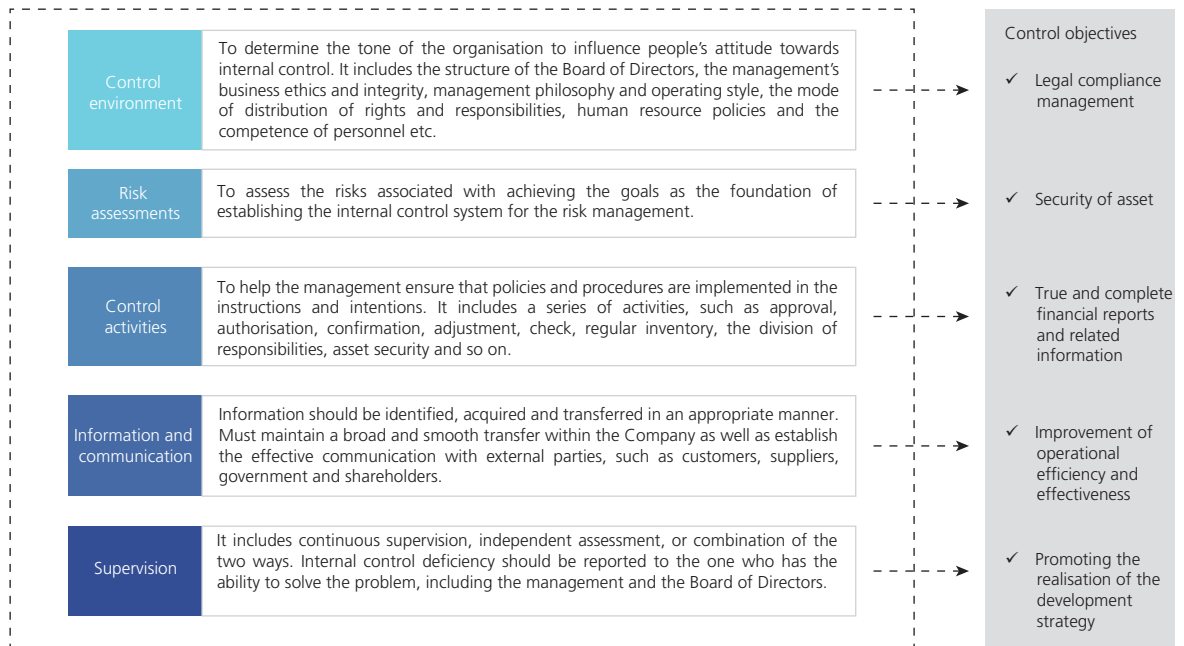 Control
environment
To determine the tone of the organisation to influence people's attitude towards
internal control. It includes the structure of the Board of Directors, the management's
business ethics and integrity, management philosophy and operating style, the mode
of distribution of rights and responsibilities, human resource policies and the
competence of personnel etc.
Risk
assessments
To assess the risks associated with achieving the goals as the foundation of
establishing the internal control system for the risk management.
Control
activities
To help the management ensure that policies and procedures are implemented in the
instructions and intentions. It includes a series of activities, such as approval,
authorisation, confirmation, adjustment, check, regular inventory, the division of
responsibilities, asset security and so on.
Information and
communication
Information should be identified, acquired and transferred in an appropriate manner.
Must maintain a broad and smooth transfer within the Company as well as establish
the effective communication with external parties, such as customers, suppliers,
government and shareholders.
Supervision
It includes continuous supervision, independent assessment, or combination of the
two ways. Internal control deficiency should be reported to the one who has the
ability to solve the problem, including the management and the Board of Directors.
Control objectives
✓ Legal compliance
management
✓ Security of asset
✓ True and complete
financial reports
and related
information
✓ Improvement of
operational
efficiency and
effectiveness
✓ Promoting the
realisation of the
development
strategy